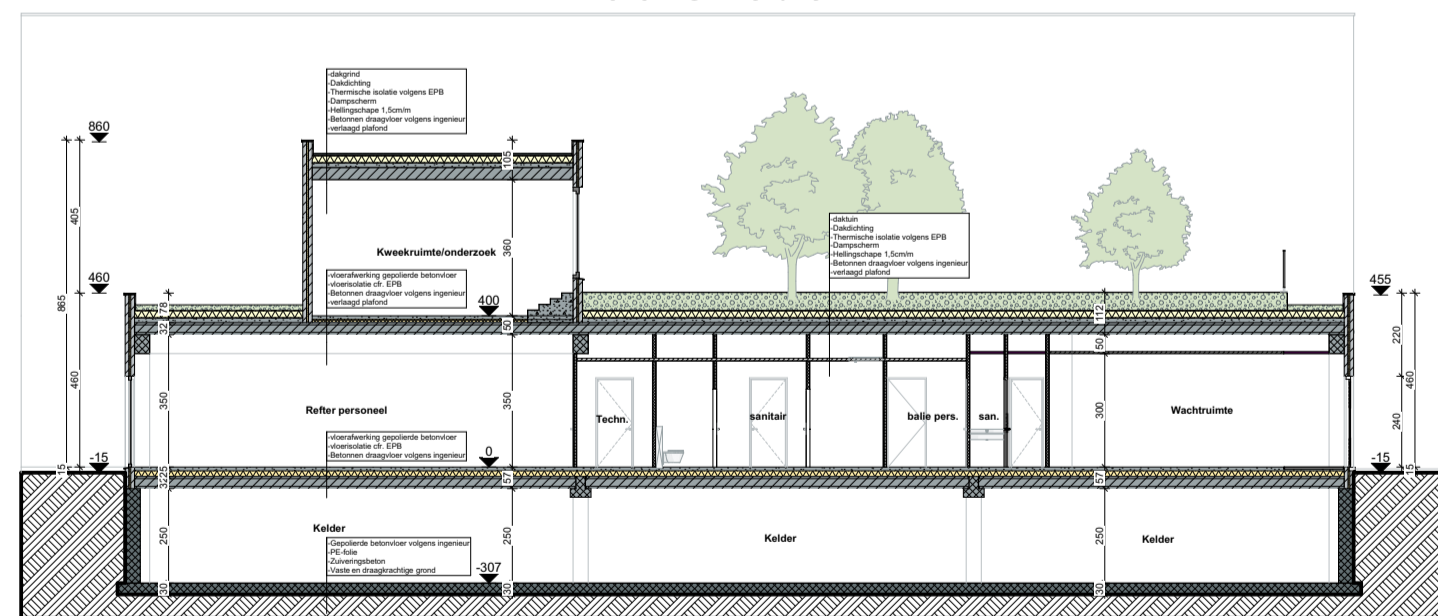 -dakgrind
-Dakdichting
-Thermische isolatie volgens EPB
-Dampscherm
-Hellingschape 1,5cm/m
-Betonnen draagvloer volgens ingenieur
-verlaagd plafond
860
105
405
Kweekruimte/onderzoek
360
-daktuin
-Dakdichting
-Thermische isolatie volgens EPB
-Dampscherm
-Hellingschape 1,5cm/m
-Betonnen draagvloer volgens ingenieur
-verlaagd plafond
-vloerafwerking gepolierde betonvloer
-vloerisolatie cfr. EPB
-Betonnen draagvloer volgens ingenieur
-verlaagd plafond
460
455
865
78
400
112
32
50
50
220
460
350
350
300
460
240
Refter personeel
Techn.
sanitair
balie pers.
san.
Wachtruimte
-vloerafwerking gepolierde betonvloer
-vloerisolatie cfr. EPB
-Betonnen draagvloer volgens ingenieur
-15
0
-15
15
3225
57
57
15
Kelder
Kelder
Kelder
250
250
250
-Gepolierde betonvloer volgens ingenieur
-PE-folie
-Zuiveringsbeton
-Vaste en draagkrachtige grond
-307
30
30
30